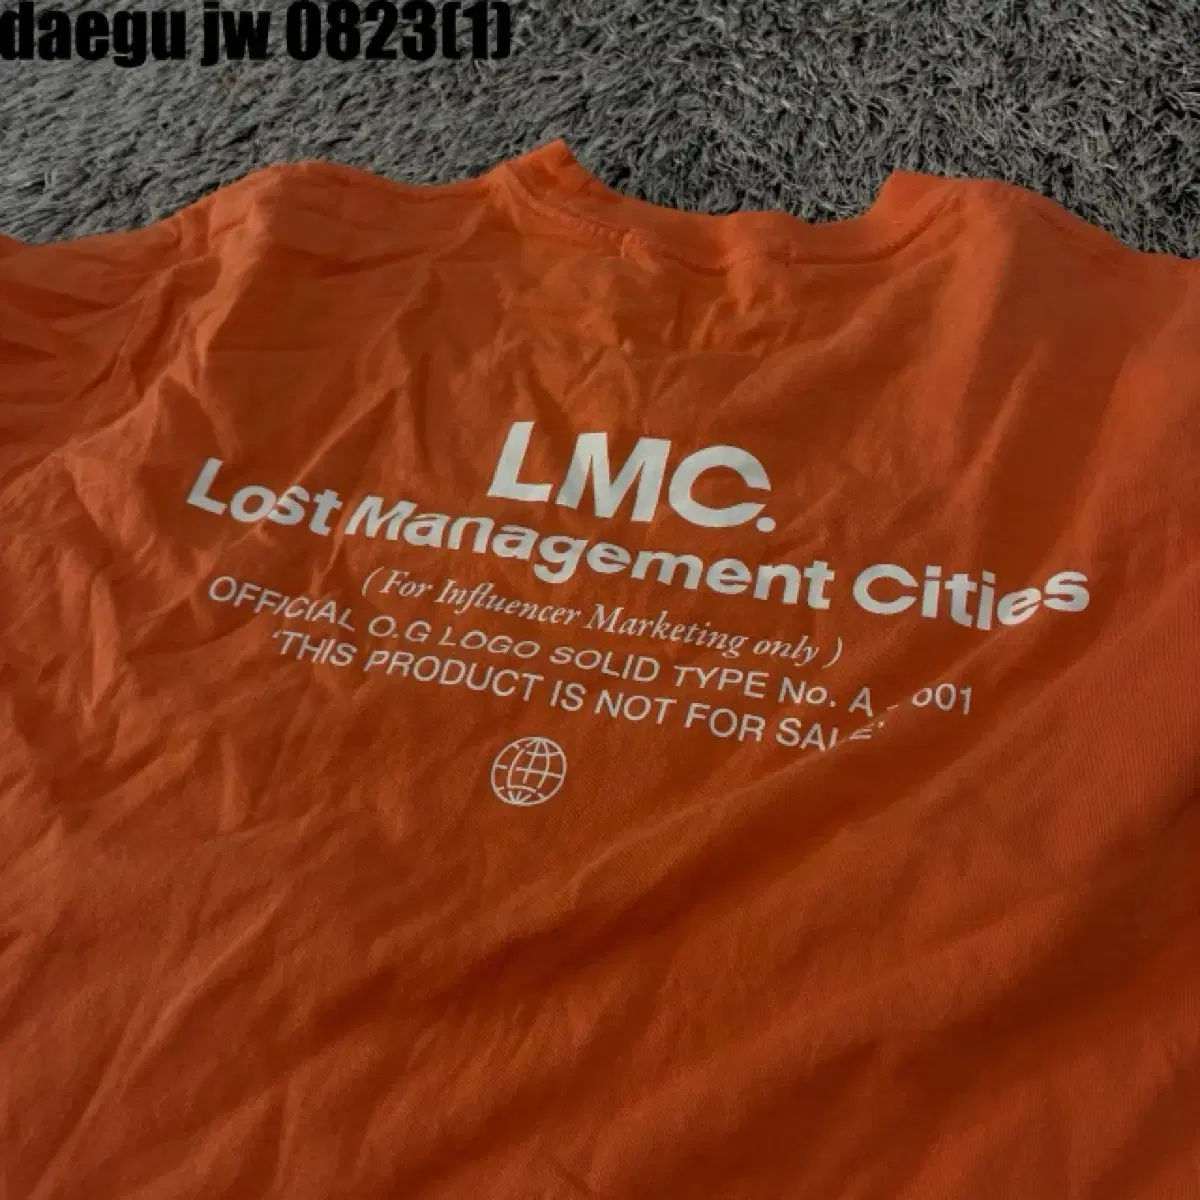 daegu jw 0823(1)
LMC.
Lost Management Cities
(For Influencer Marketing only)
OFFICIAL O.G LOGO SOLID TYPE No. A - 001
'THIS PRODUCT IS NOT FOR SALE'